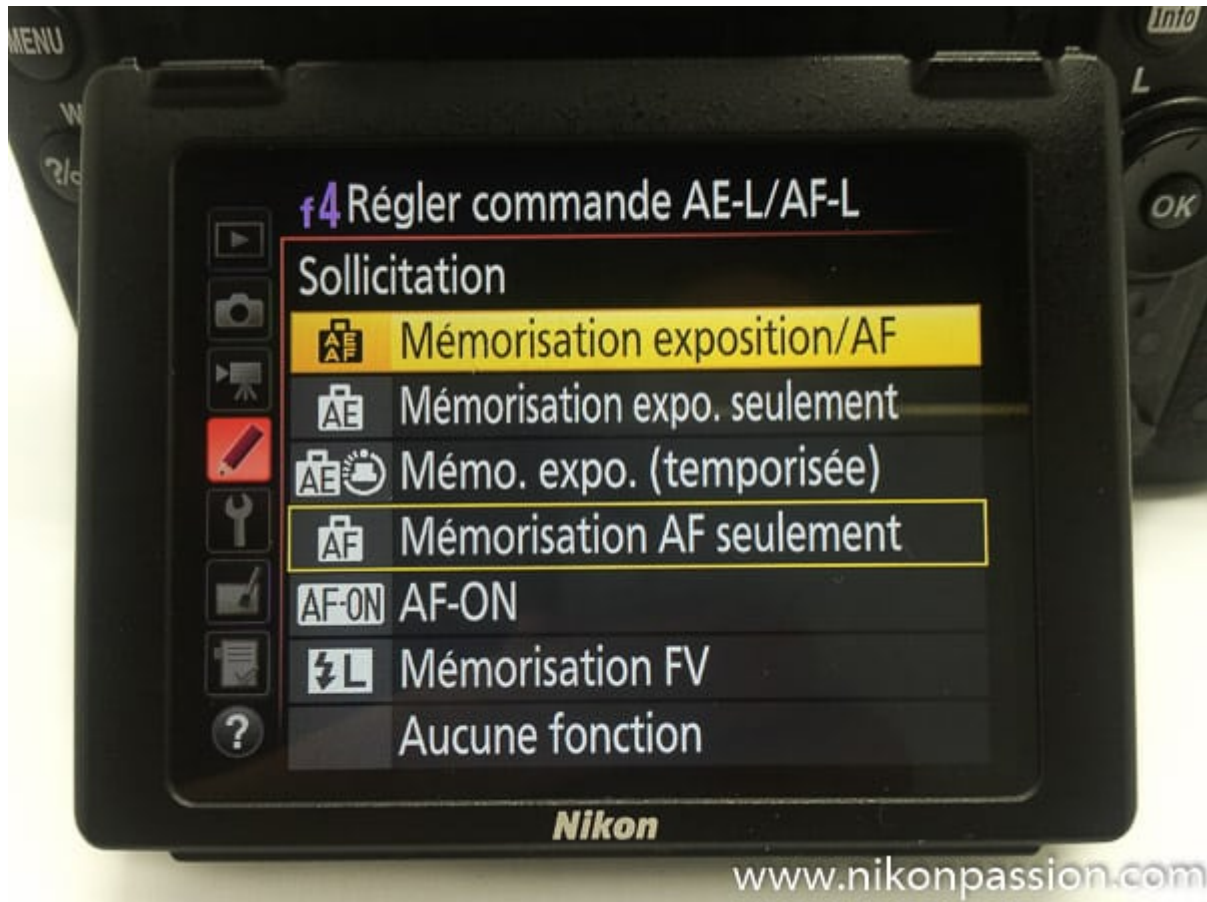 MENU
Info
W
L
?/
OK
f4 Régler commande AE-L/AF-L
Sollicitation
AE AF Mémorisation exposition/AF
AE Mémorisation expo. seulement
AE Mémo. expo. (temporisée)
AF Mémorisation AF seulement
AF-ON AF-ON
L Mémorisation FV
? Aucune fonction
Nikon
www.nikonpassion.com